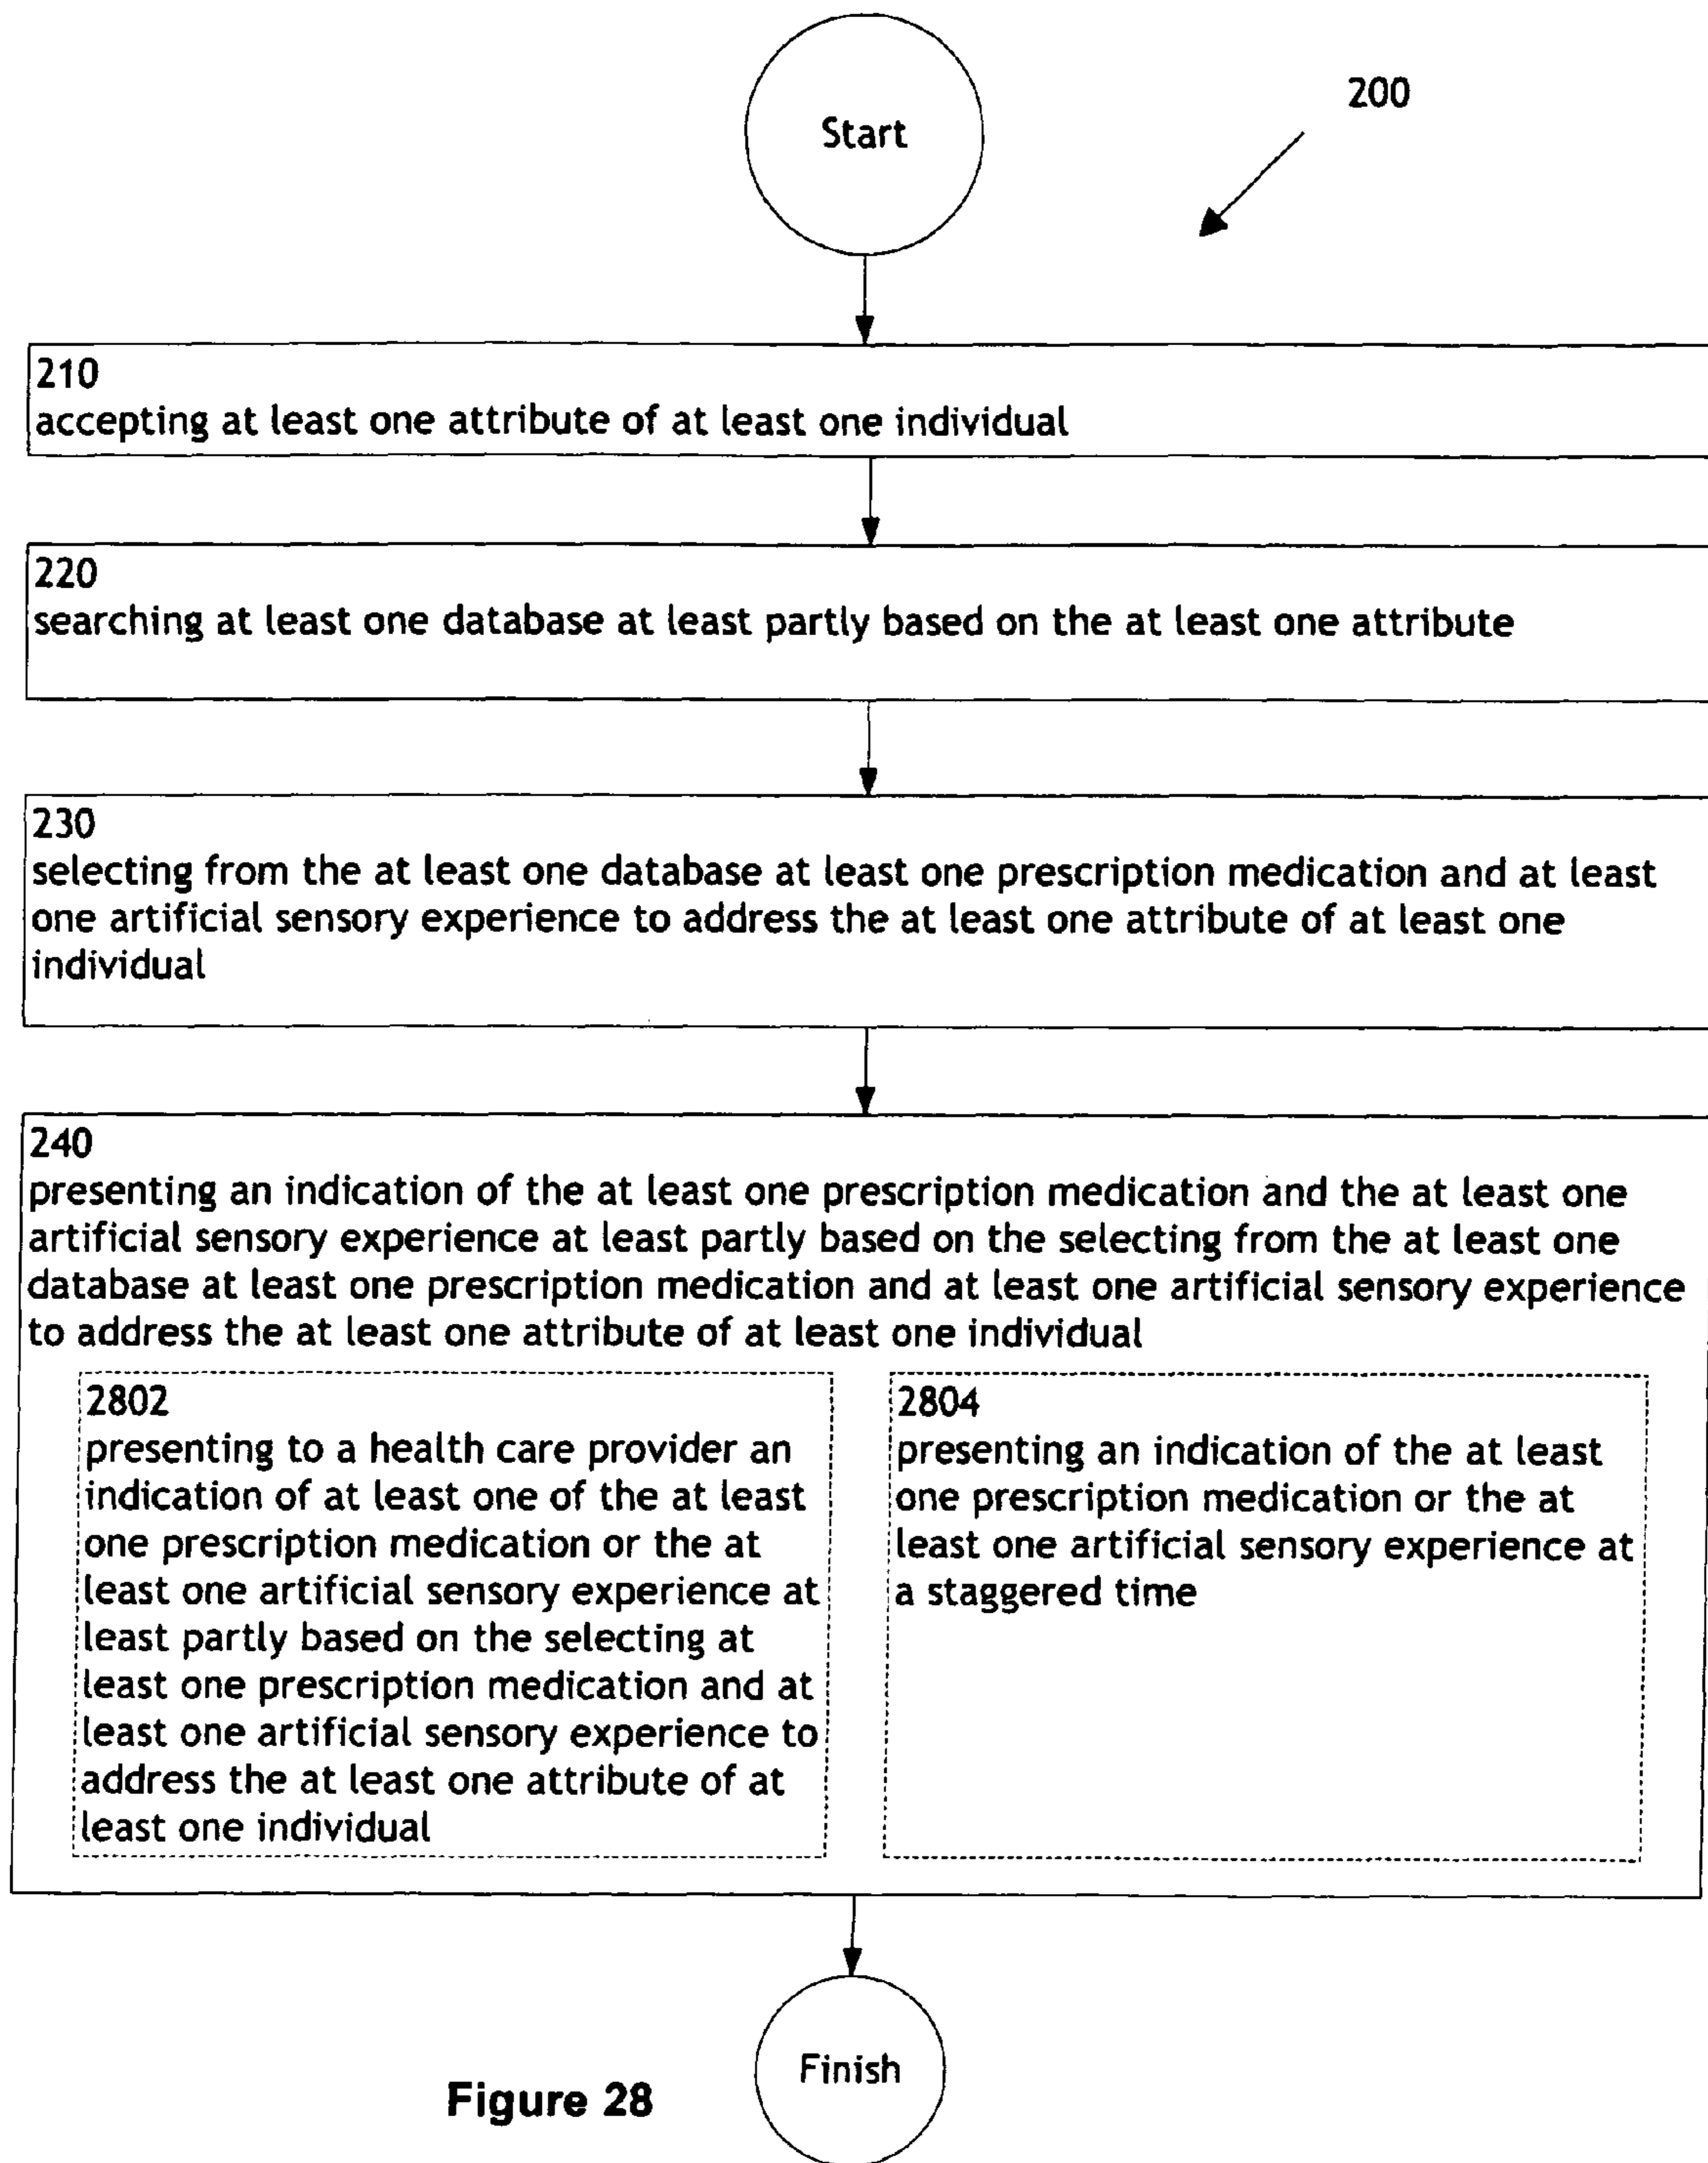 Start
200
210
accepting at least one attribute of at least one individual
220
searching at least one database at least partly based on the at least one attribute
230
selecting from the at least one database at least one prescription medication and at least
one artificial sensory experience to address the at least one attribute of at least one
individual
240
presenting an indication of the at least one prescription medication and the at least one
artificial sensory experience at least partly based on the selecting from the at least one
database at least one prescription medication and at least one artificial sensory experience
to address the at least one attribute of at least one individual
2802
presenting to a health care provider an
indication of at least one of the at least
one prescription medication or the at
least one artificial sensory experience at
least partly based on the selecting at
least one prescription medication and at
least one artificial sensory experience to
address the at least one attribute of at
least one individual
2804
presenting an indication of the at least
one prescription medication or the at
least one artificial sensory experience at
a staggered time
Finish
Figure 28